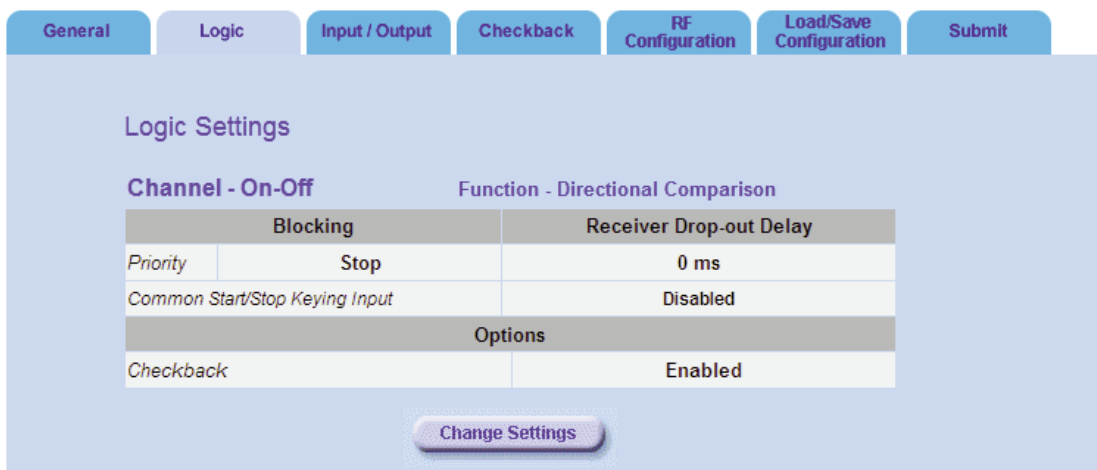 General Logic Input / Output Checkback RF Configuration Load/Save Configuration Submit
Logic Settings
Channel - On-Off Function - Directional Comparison
Blocking Receiver Drop-out Delay
Priority Stop 0 ms
Common Start/Stop Keying Input Disabled
Options
Checkback Enabled
Change Settings